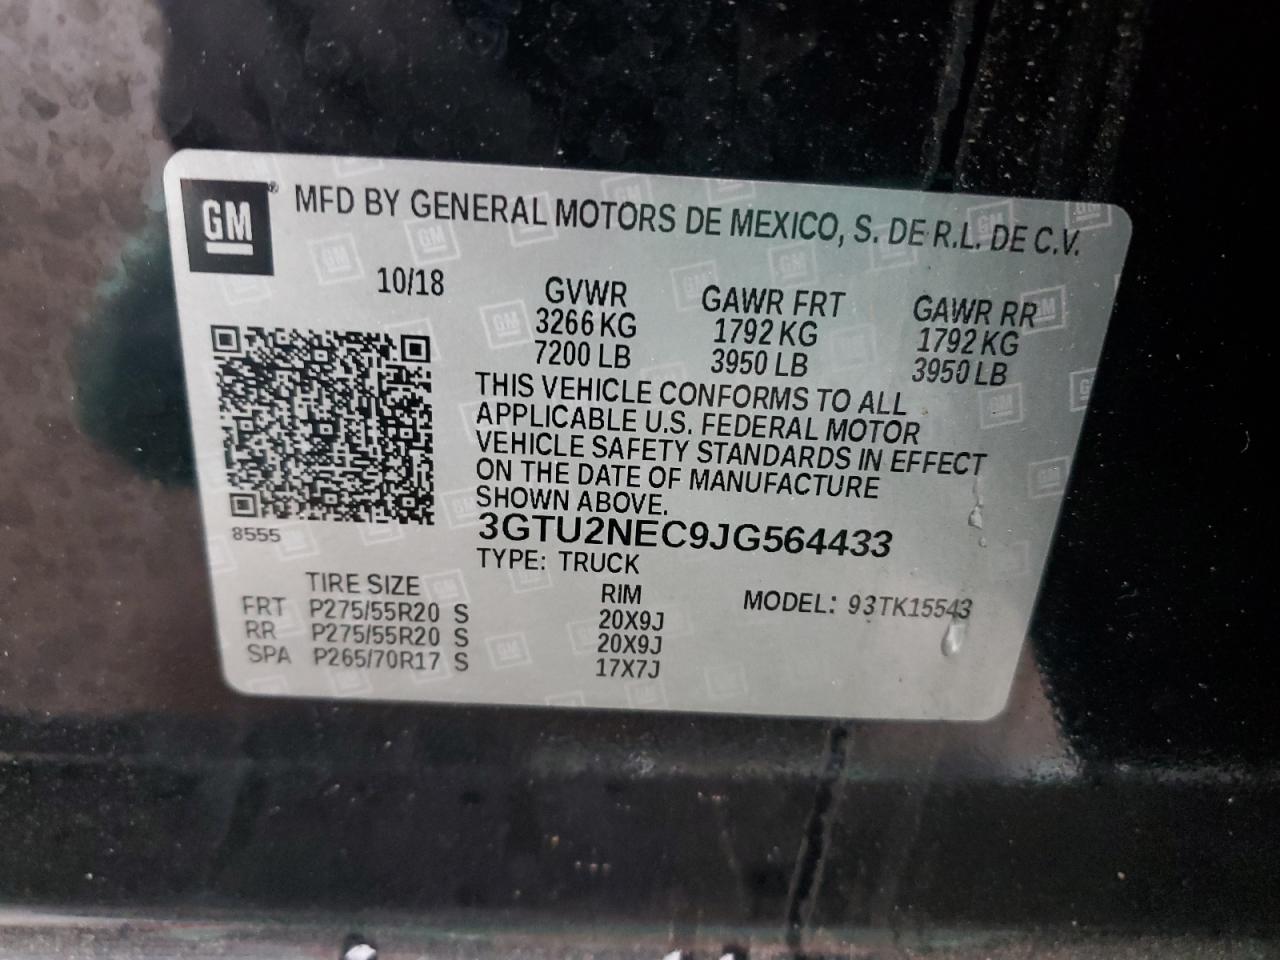 GM ® MFD BY GENERAL MOTORS DE MEXICO, S. DE R.L. DE C.V.
10/18 GVWR GAWR FRT GAWR RR
3266 KG 1792 KG 1792 KG
7200 LB 3950 LB 3950 LB
THIS VEHICLE CONFORMS TO ALL
APPLICABLE U.S. FEDERAL MOTOR
VEHICLE SAFETY STANDARDS IN EFFECT
ON THE DATE OF MANUFACTURE
SHOWN ABOVE.
8555 3GTU2NEC9JG564433
TYPE: TRUCK
TIRE SIZE RIM MODEL: 93TK15543
FRT P275/55R20 S 20X9J
RR P275/55R20 S 20X9J
SPA P265/70R17 S 17X7J